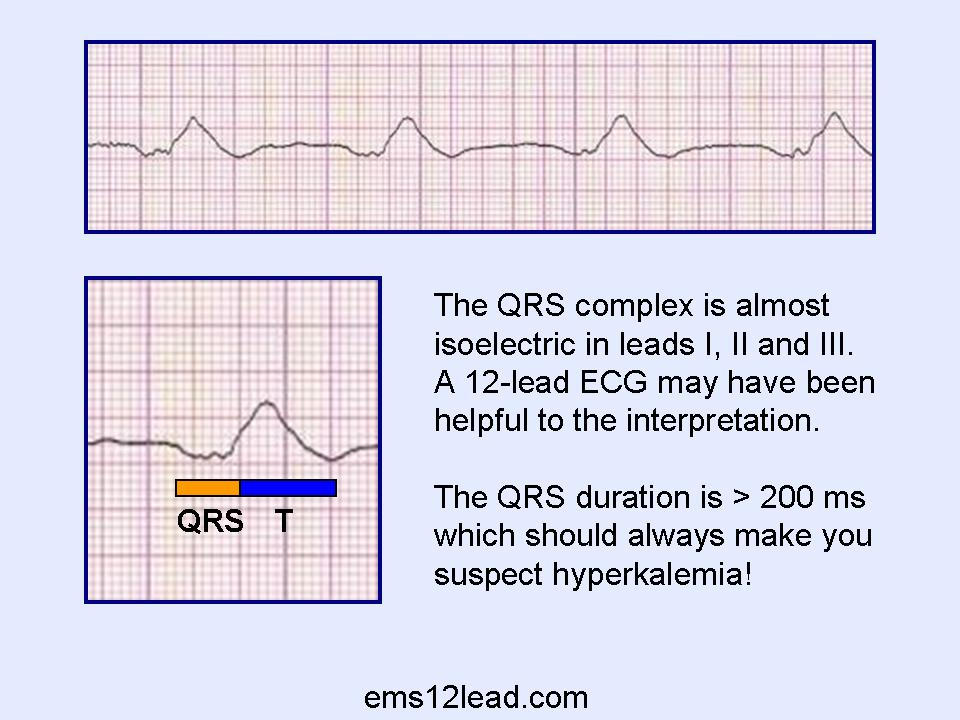 QRS T
The QRS complex is almost
isoelectric in leads I, II and III.
A 12-lead ECG may have been
helpful to the interpretation.
The QRS duration is > 200 ms
which should always make you
suspect hyperkalemia!
ems12lead.com